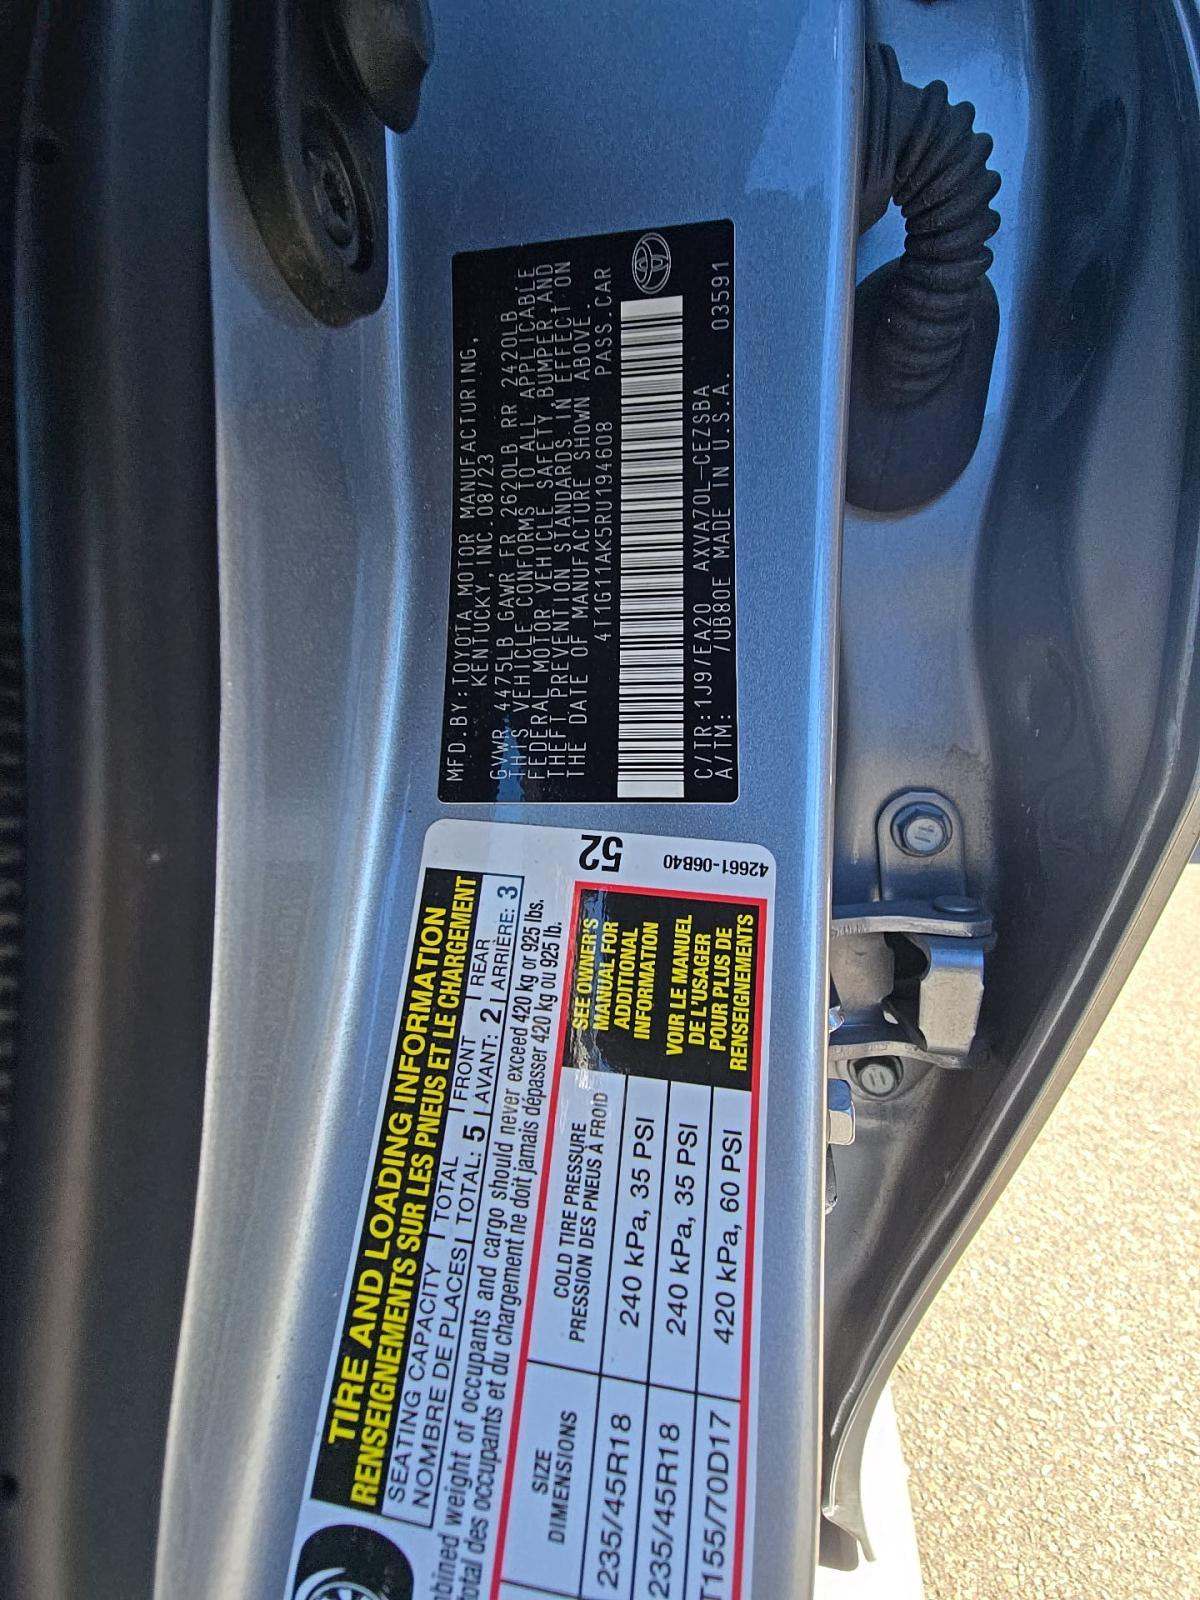 MFD.BY:TOYOTA MOTOR MANUFACTURING,
KENTUCKY, INC. 08/23
GVWR 4475LB GAWR FR 2620LB RR 2420LB
THIS VEHICLE CONFORMS TO ALL APPLICABLE
FEDERAL MOTOR VEHICLE SAFETY BUMPER AND
THEFT PREVENTION STANDARDS IN EFFECT ON
THE DATE OF MANUFACTURE SHOWN ABOVE.
4T1G11AK5RU194608 PASS.CAR
C/TR:1J9/EA20 AXVA70L-CEZSBA 03591
A/TM: /UB80E MADE IN U.S.A.
TIRE AND LOADING INFORMATION
RENSEIGNEMENTS SUR LES PNEUS ET LE CHARGEMENT
SEATING CAPACITY TOTAL FRONT REAR
NOMBRE DE PLACES TOTAL: 5 AVANT: 2 ARRIÈRE: 3
mbined weight of occupants and cargo should never exceed 420 kg or 925 lbs.
total des occupants et du chargement ne doit jamais dépasser 420 kg ou 925 lb.
SIZE
DIMENSIONS
COLD TIRE PRESSURE
PRESSION DES PNEUS À FROID
235/45R18 240 kPa, 35 PSI
235/45R18 240 kPa, 35 PSI
T155/70D17 420 kPa, 60 PSI
SEE OWNER'S
MANUAL FOR
ADDITIONAL
INFORMATION
VOIR LE MANUEL
DE L'USAGER
POUR PLUS DE
RENSEIGNEMENTS
52
42661-06B40